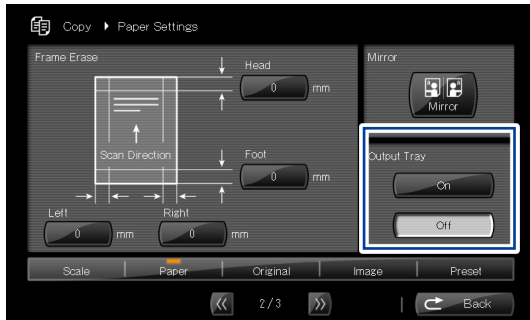 Copy ▸ Paper Settings
Frame Erase
Head
0 mm
Scan Direction
Foot
0 mm
Left
0 mm
Right
0 mm
Mirror
Mirror
Output Tray
On
Off
Scale
Paper
Original
Image
Preset
2/3
Back